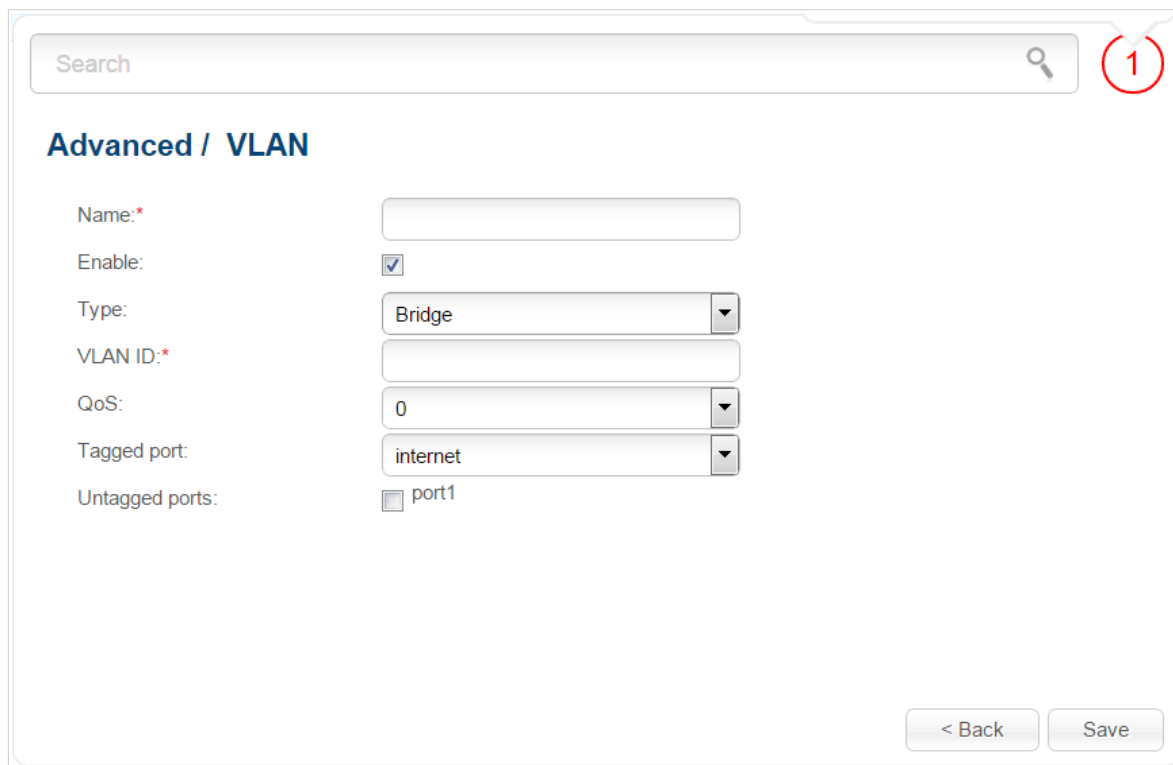 Search
1
Advanced / VLAN
Name:*
Enable:
Type: Bridge
VLAN ID:*
QoS: 0
Tagged port: internet
Untagged ports: port1
< Back Save